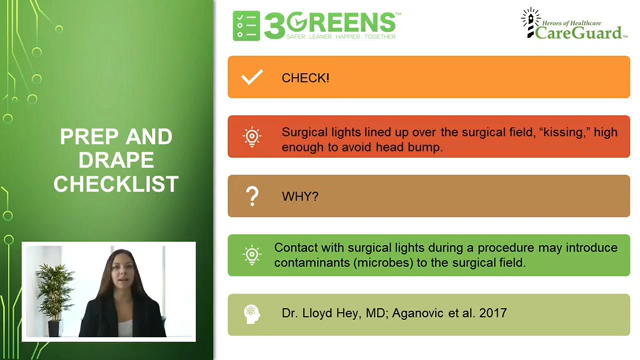 3GREENS™
SAFER. LEANER. HAPPIER. TOGETHER
Heroes of Healthcare
CareGuard™
PREP AND
DRAPE
CHECKLIST
CHECK!
Surgical lights lined up over the surgical field, “kissing,” high
enough to avoid head bump.
?
WHY?
Contact with surgical lights during a procedure may introduce
contaminants (microbes) to the surgical field.
Dr. Lloyd Hey, MD; Aganovic et al. 2017